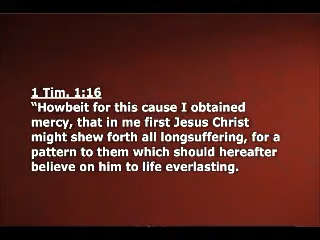 1 Tim. 1:16
“Howbeit for this cause I obtained
mercy, that in me first Jesus Christ
might shew forth all longsuffering, for a
pattern to them which should hereafter
believe on him to life everlasting.